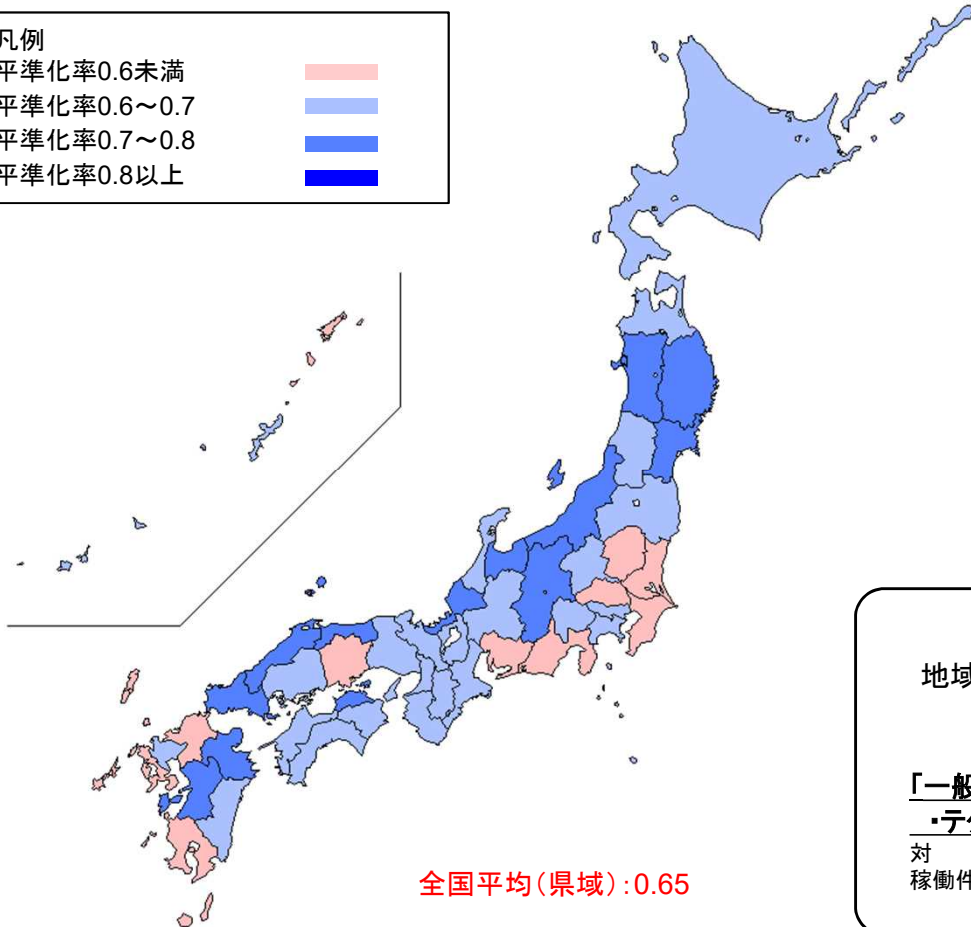 凡例
平準化率0.6未満
平準化率0.6～0.7
平準化率0.7～0.8
平準化率0.8以上
地域
「一般
・テ
対
稼働件
全国平均（県域）：0.65